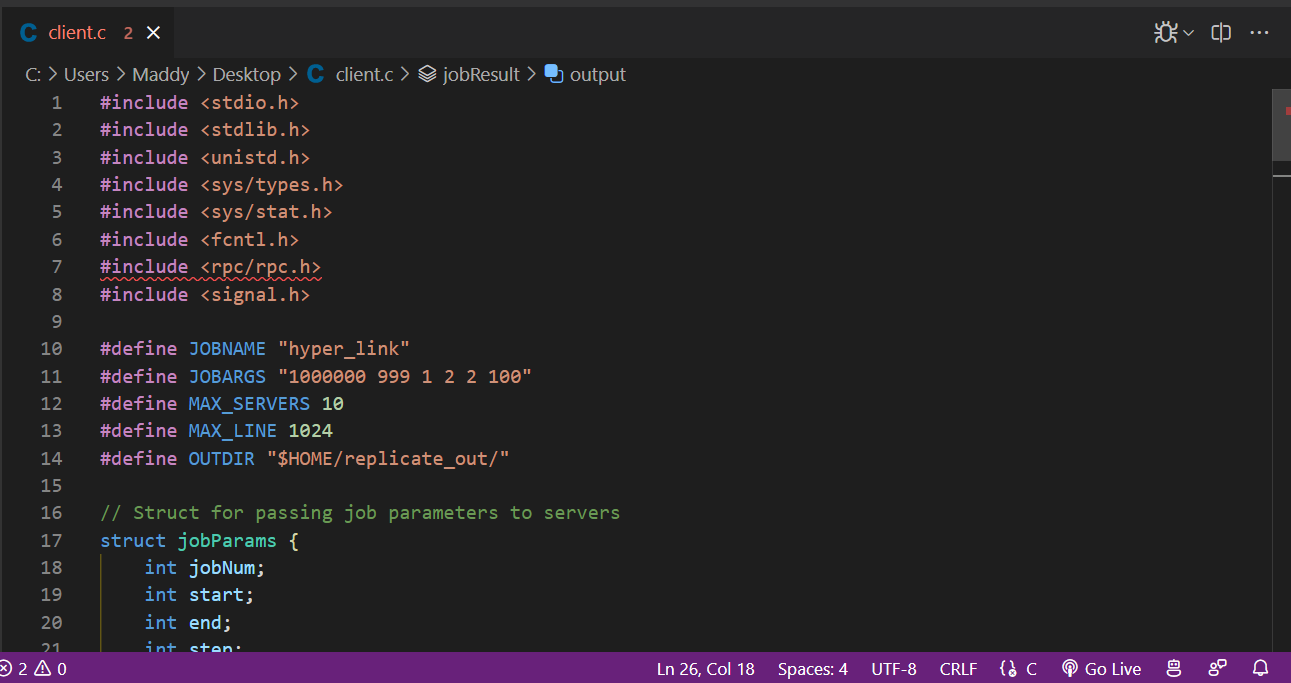 C client.c 2
C: > Users > Maddy > Desktop > C client.c > jobResult > output
1 #include <stdio.h>
2 #include <stdlib.h>
3 #include <unistd.h>
4 #include <sys/types.h>
5 #include <sys/stat.h>
6 #include <fcntl.h>
7 #include <rpc/rpc.h>
8 #include <signal.h>
9
10 #define JOBNAME "hyper_link"
11 #define JOBARGS "1000000 999 1 2 2 100"
12 #define MAX_SERVERS 10
13 #define MAX_LINE 1024
14 #define OUTDIR "$HOME/replicate_out/"
15
16 // Struct for passing job parameters to servers
17 struct jobParams {
18     int jobNum;
19     int start;
20     int end;
21     int step;
2 0 Ln 26, Col 18 Spaces: 4 UTF-8 CRLF C Go Live